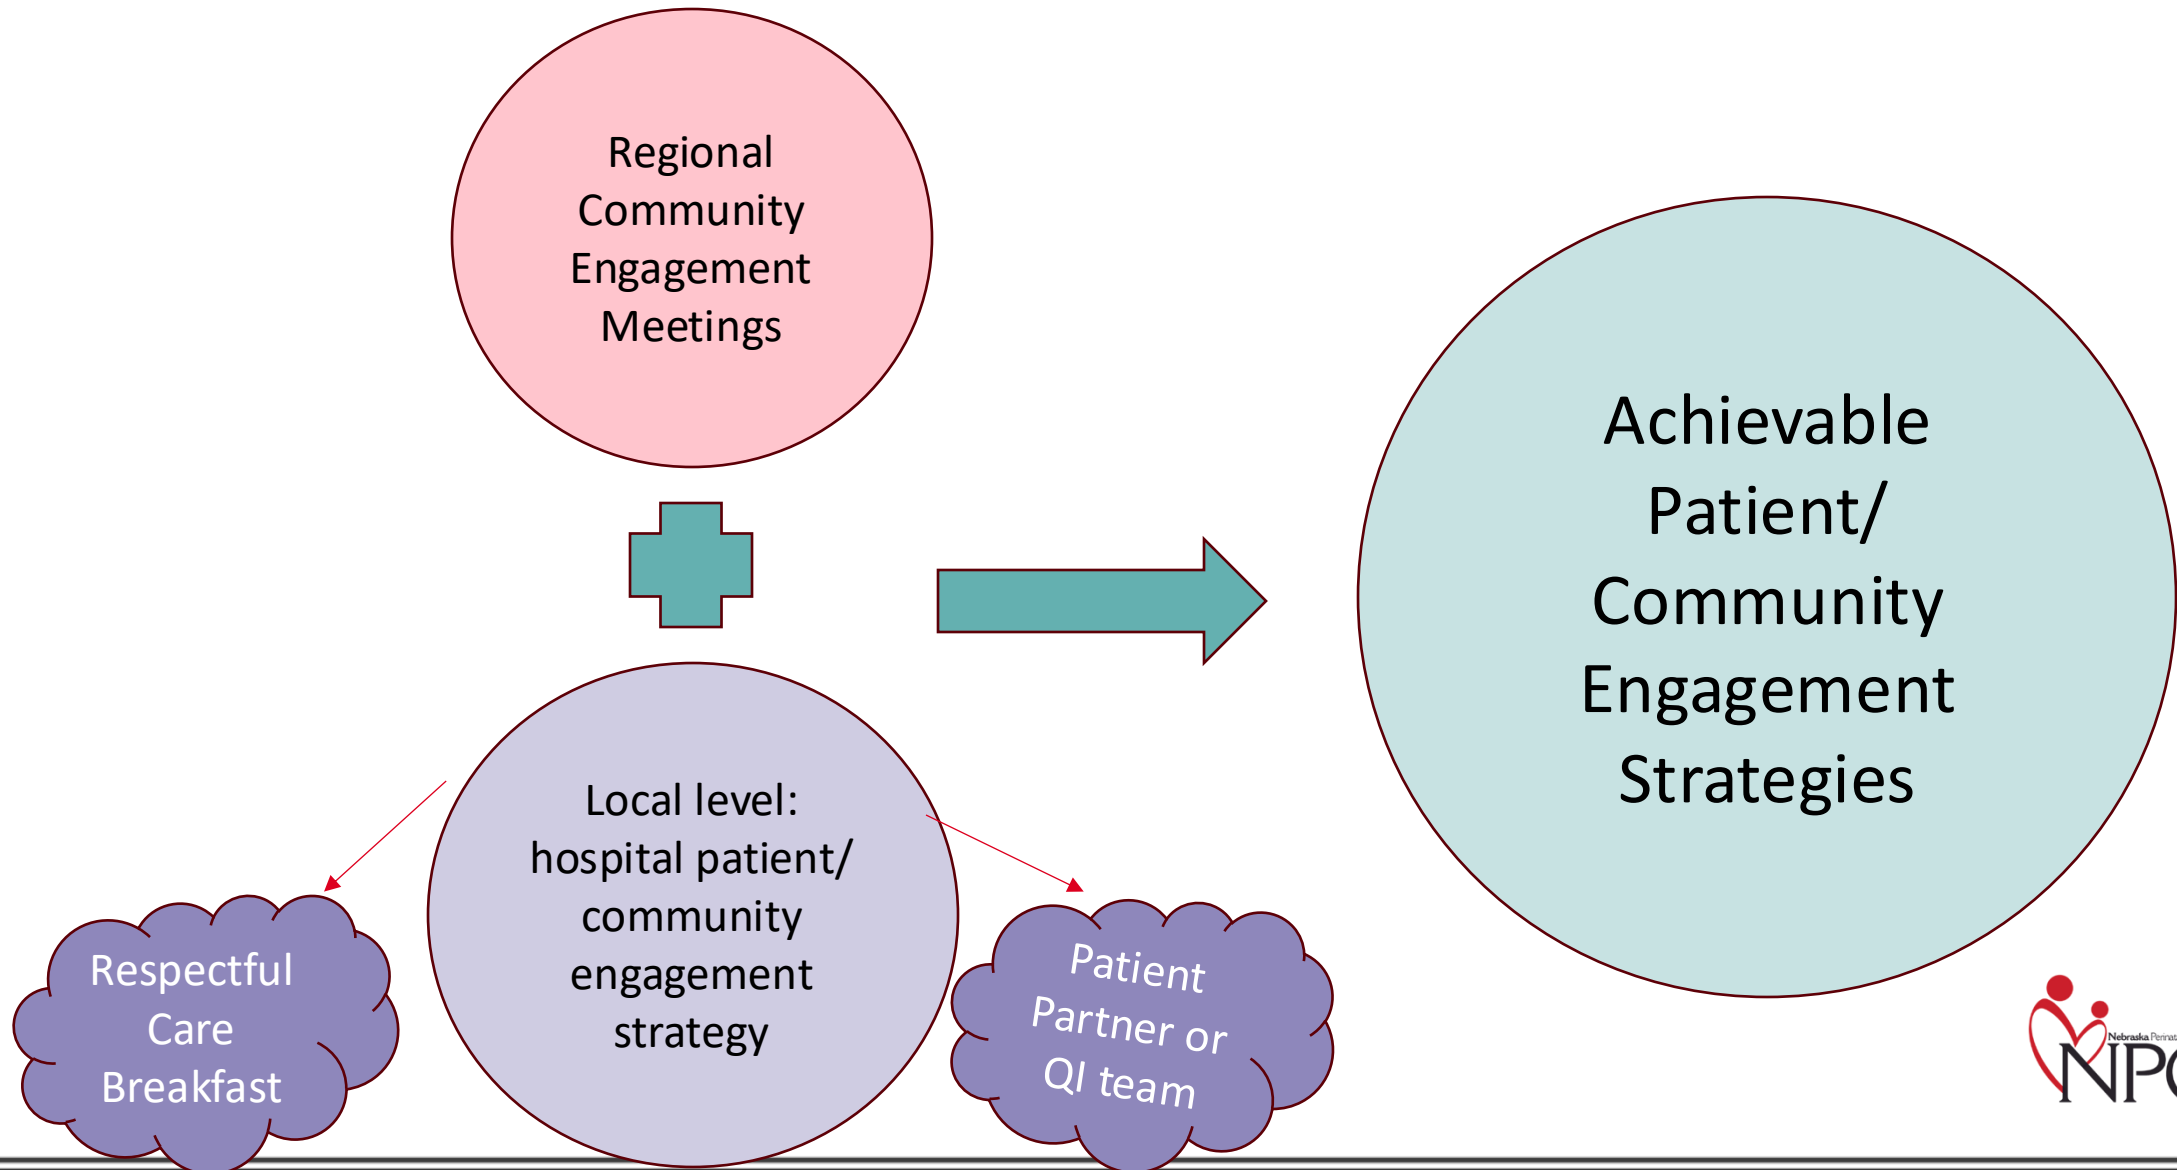 Regional
Community
Engagement
Meetings
Achievable
Patient/
Community
Engagement
Strategies
Local level:
hospital patient/
community
engagement
strategy
Respectful
Care
Breakfast
Patient
Partner or
QI team
Nebraska